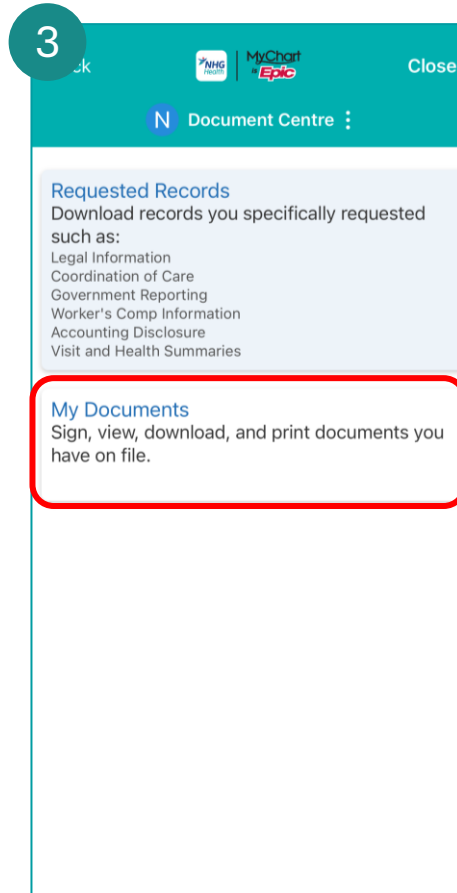 3
ck
NHG
Health
MyChart
Epic
Close
N Document Centre
Requested Records
Download records you specifically requested
such as:
Legal Information
Coordination of Care
Government Reporting
Worker's Comp Information
Accounting Disclosure
Visit and Health Summaries
My Documents
Sign, view, download, and print documents you
have on file.